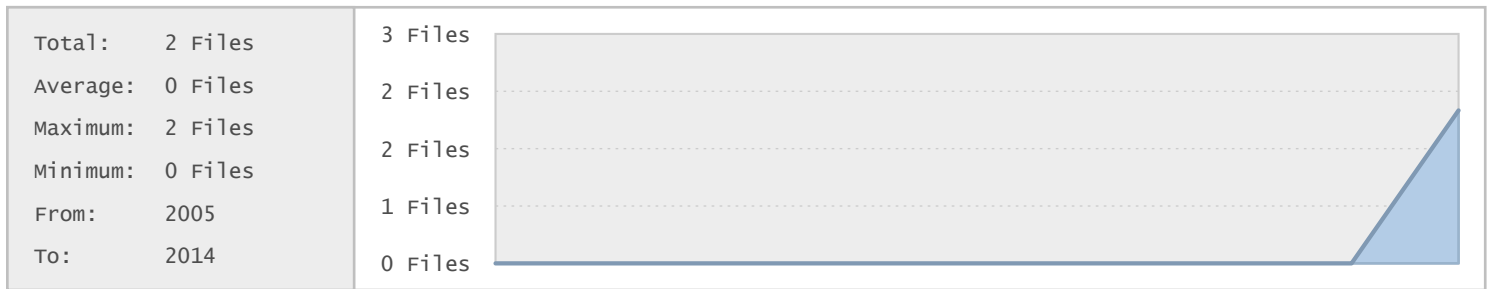 Total: 2 Files
Average: 0 Files
Maximum: 2 Files
Minimum: 0 Files
From: 2005
To: 2014
3 Files
2 Files
2 Files
1 Files
0 Files